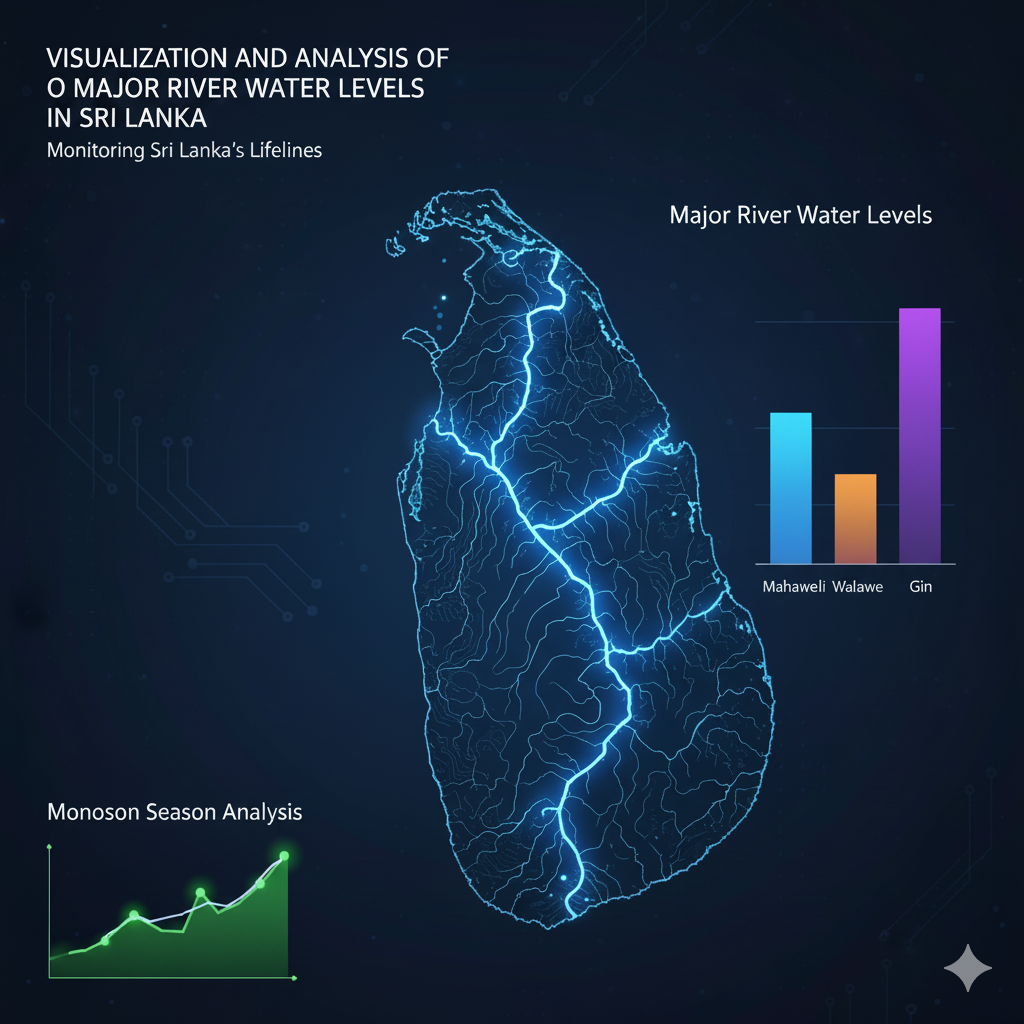 VISUALIZATION AND ANALYSIS OF
O MAJOR RIVER WATER LEVELS
IN SRI LANKA
Monitoring Sri Lanka's Lifelines
Major River Water Levels
Mahaweli Walawe Gin
Monoson Season Analysis